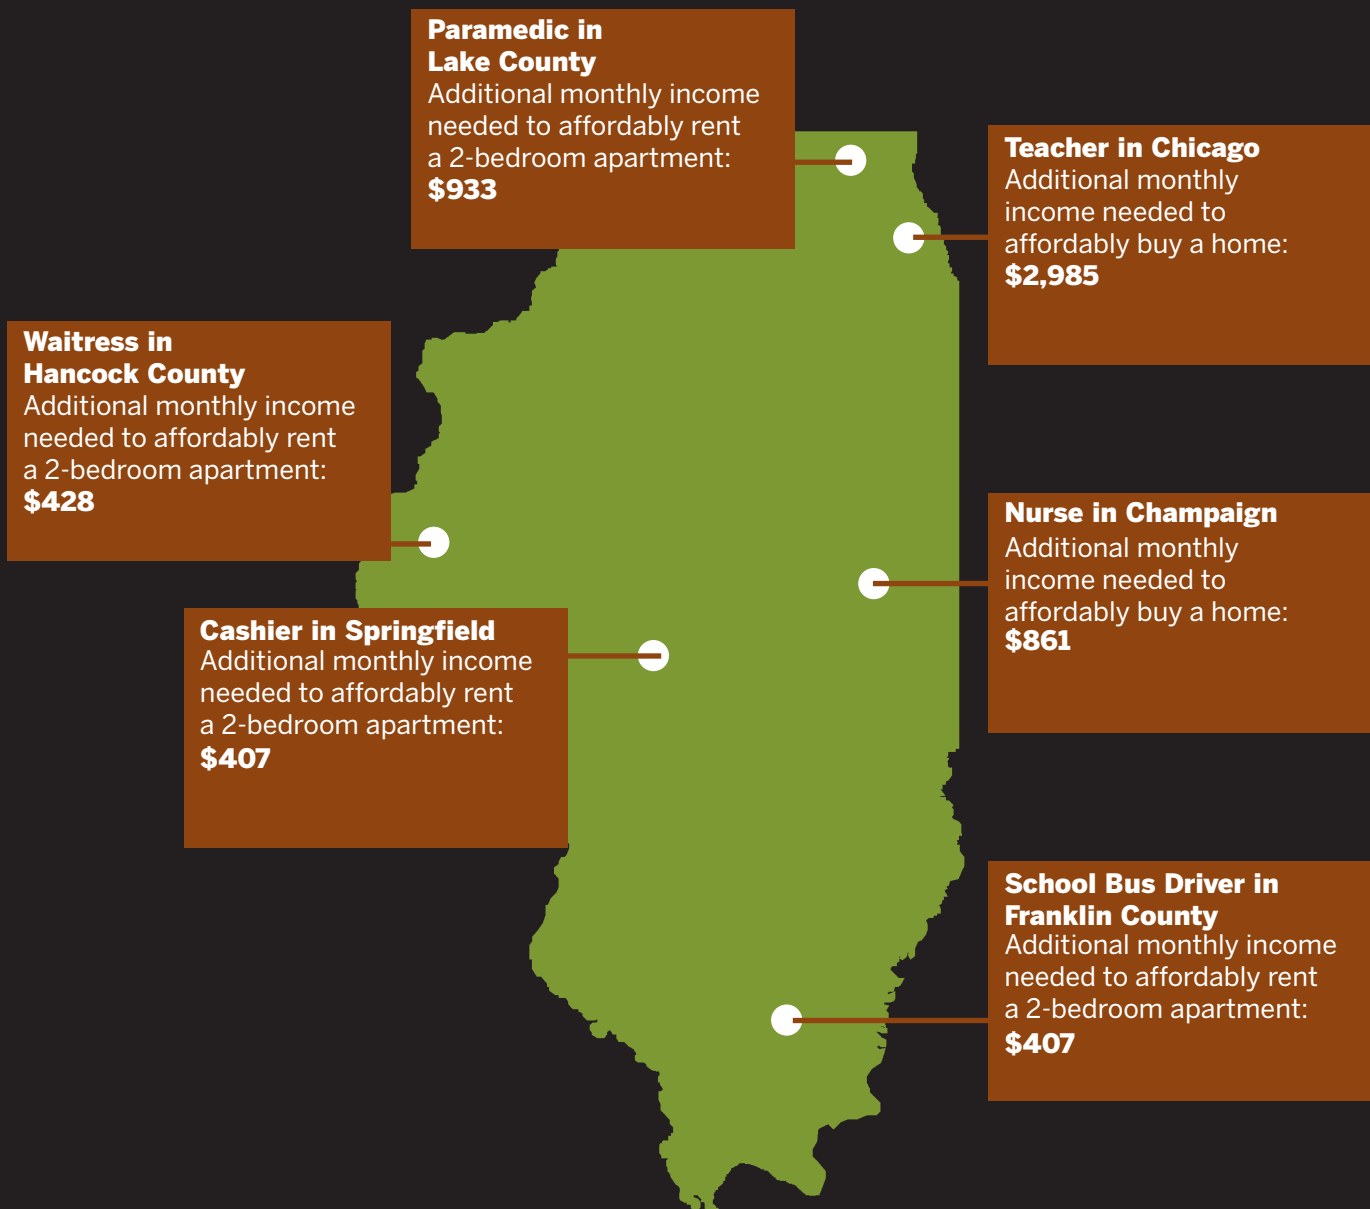 Paramedic in
Lake County
Additional monthly income
needed to affordably rent
a 2-bedroom apartment:
$933
Teacher in Chicago
Additional monthly
income needed to
affordably buy a home:
$2,985
Waitress in
Hancock County
Additional monthly income
needed to affordably rent
a 2-bedroom apartment:
$428
Nurse in Champaign
Additional monthly
income needed to
affordably buy a home:
$861
Cashier in Springfield
Additional monthly income
needed to affordably rent
a 2-bedroom apartment:
$407
School Bus Driver in
Franklin County
Additional monthly income
needed to affordably rent
a 2-bedroom apartment:
$407